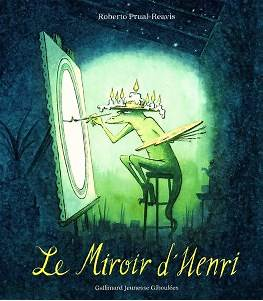 Roberto Prual-Reavis
Le Miroir d'Henri
Gallimard Jeunesse Giboulées